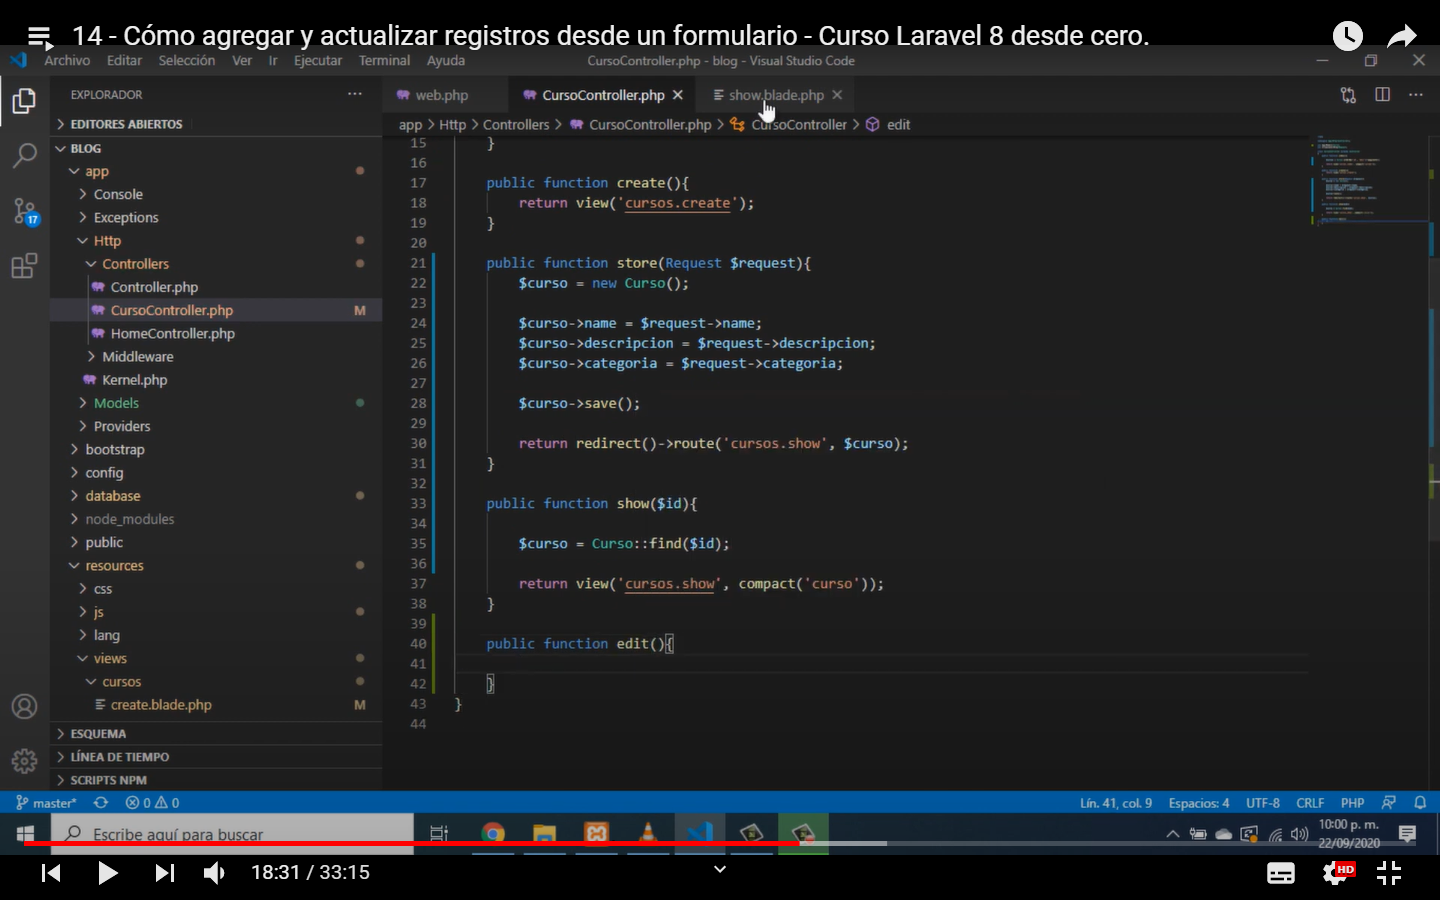 14 - Cómo agregar y actualizar registros desde un formulario - Curso Laravel 8 desde cero.
Archivo Editar Selección Ver Ir Ejecutar Terminal Ayuda
CursoController.php - blog - Visual Studio Code
EXPLORADOR
web.php
CursoController.php
show.blade.php
EDITORES ABIERTOS
app > Http > Controllers > CursoController.php > CursoController > edit
BLOG
app
Console
Exceptions
Http
Controllers
Controller.php
CursoController.php M
HomeController.php
Middleware
Kernel.php
Models
Providers
bootstrap
config
database
node_modules
public
resources
css
js
lang
views
cursos
create.blade.php M
ESQUEMA
LÍNEA DE TIEMPO
SCRIPTS NPM
17
15 }
16
17 public function create(){
18 return view('cursos.create');
19 }
20
21 public function store(Request $request){
22 $curso = new Curso();
23
24 $curso->name = $request->name;
25 $curso->descripcion = $request->descripcion;
26 $curso->categoria = $request->categoria;
27
28 $curso->save();
29
30 return redirect()->route('cursos.show', $curso);
31 }
32
33 public function show($id){
34
35 $curso = Curso::find($id);
36
37 return view('cursos.show', compact('curso'));
38 }
39
40 public function edit(){
41
42 }
43 }
44
master* 0 0
Lín. 41, col. 9 Espacios: 4 UTF-8 CRLF PHP
Escribe aquí para buscar
10:00 p. m.
22/09/2020
18:31 / 33:15
HD